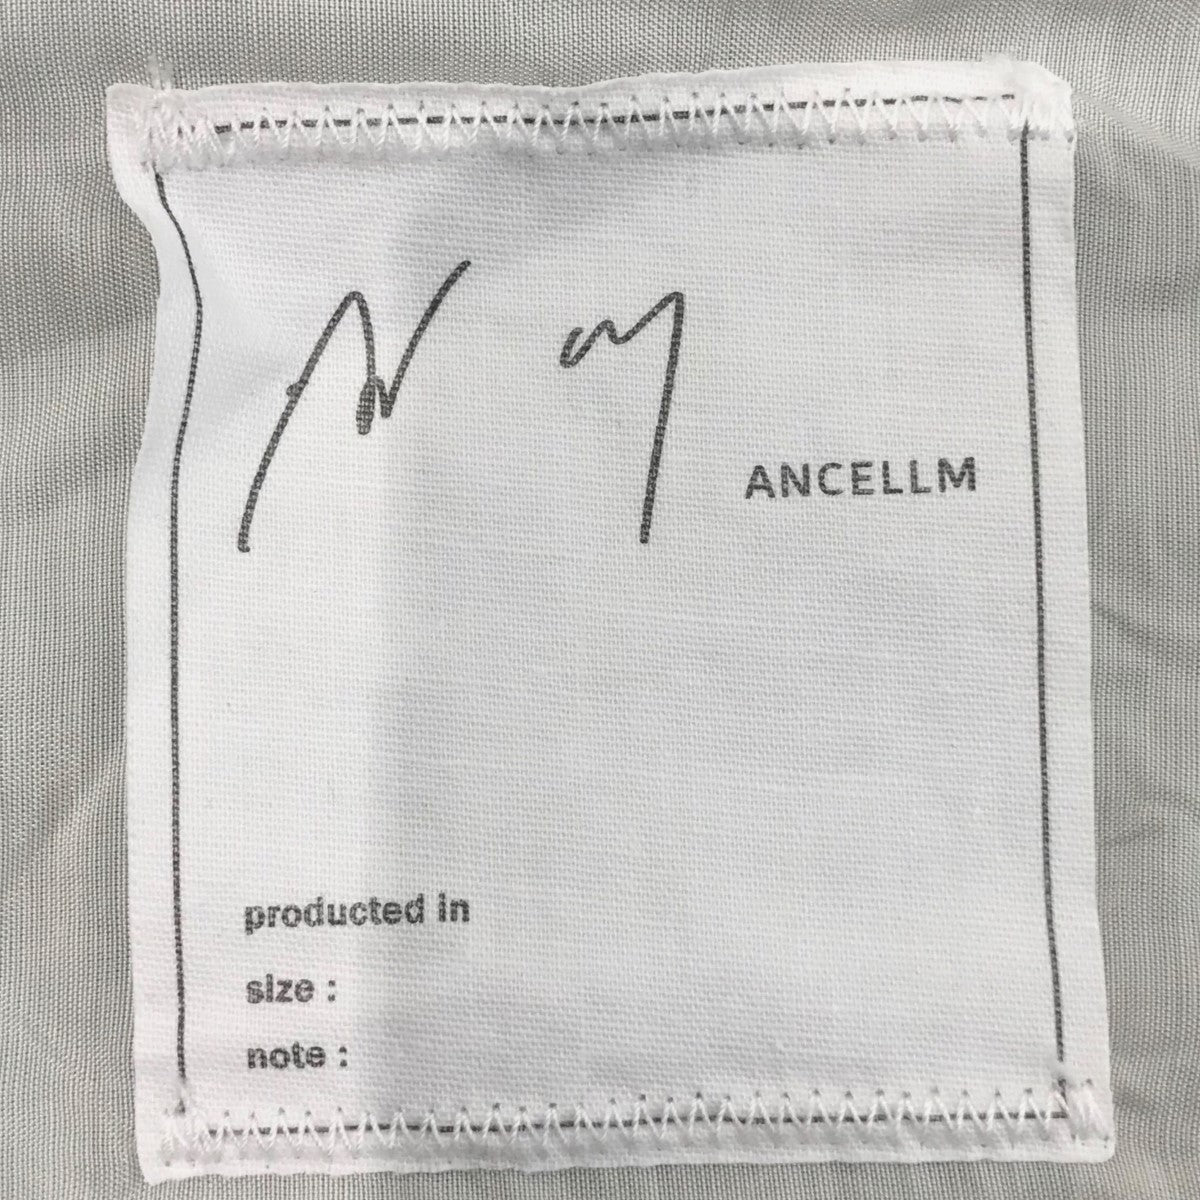 ANCELLM
producted in
size :
note :